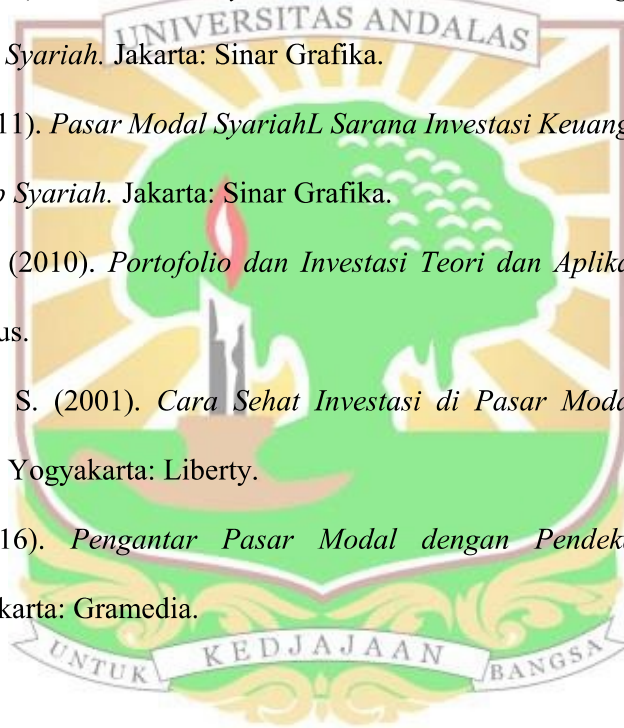 UNIVERSITAS ANDALAS
Syariah. Jakarta: Sinar Grafika.
11). Pasar Modal SyariahL Sarana Investasi Keuang
Syariah. Jakarta: Sinar Grafika.
(2010). Portofolio dan Investasi Teori dan Aplika
us.
S. (2001). Cara Sehat Investasi di Pasar Moda
Yogyakarta: Liberty.
16). Pengantar Pasar Modal dengan Pendek
karta: Gramedia.
UNTUK KEDJAJAAN BANGSA